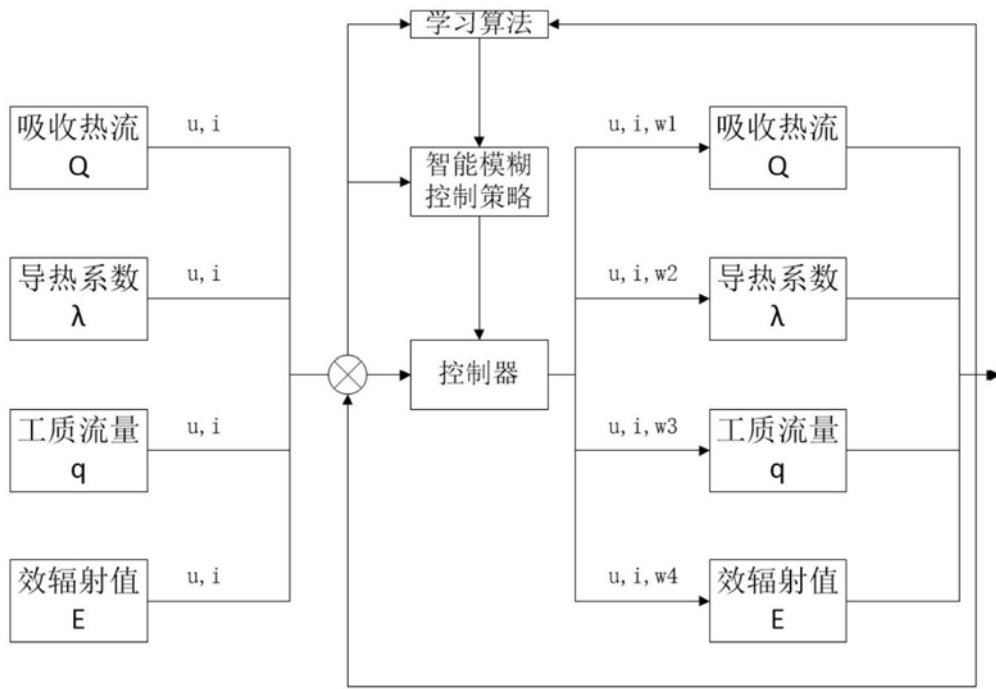 学习算法
吸收热流
Q
u,i
智能模糊
控制策略
u,i,w1
吸收热流
Q
导热系数
λ
u,i
u,i,w2
导热系数
λ
控制器
工质流量
q
u,i
u,i,w3
工质流量
q
效辐射值
E
u,i
u,i,w4
效辐射值
E